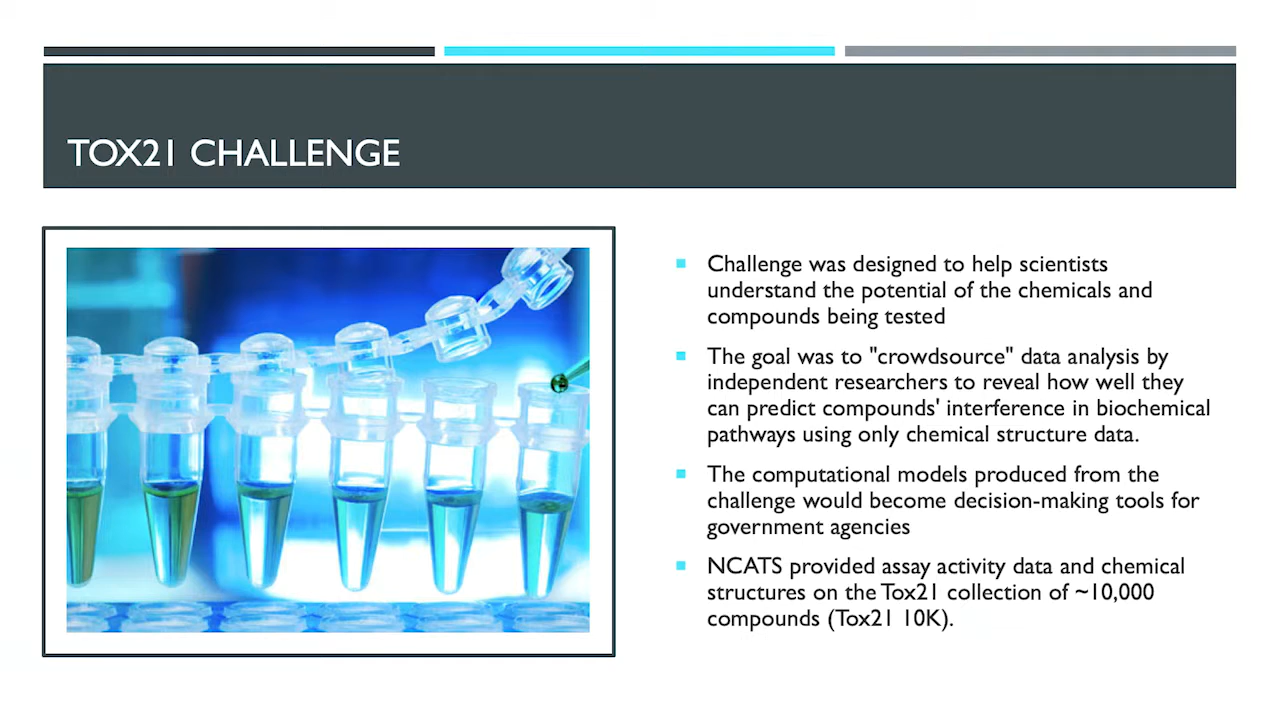 TOX21 CHALLENGE
Challenge was designed to help scientists
understand the potential of the chemicals and
compounds being tested
The goal was to "crowdsource" data analysis by
independent researchers to reveal how well they
can predict compounds' interference in biochemical
pathways using only chemical structure data.
The computational models produced from the
challenge would become decision-making tools for
government agencies
NCATS provided assay activity data and chemical
structures on the Tox21 collection of ~10,000
compounds (Tox21 10K).